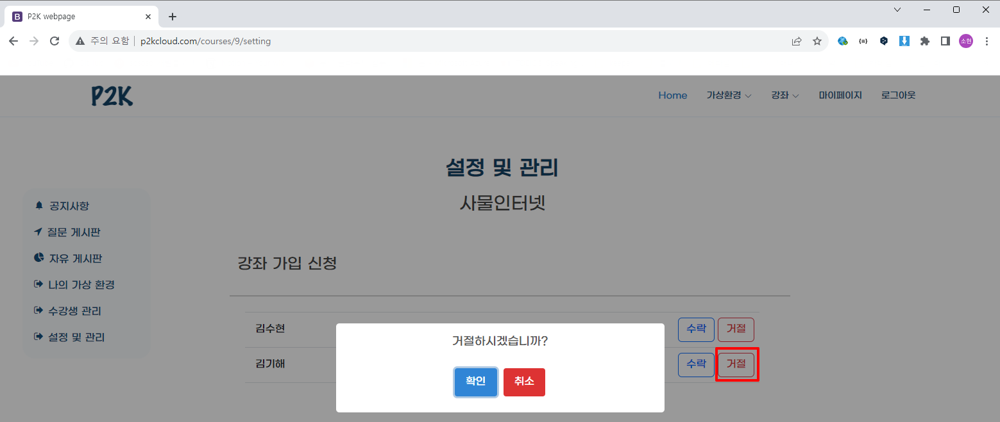 P2K webpage
주의 요함 | p2kcloud.com/courses/9/setting
소현
P2K
Home 가상환경 강좌 마이페이지 로그아웃
설정 및 관리
사물인터넷
공지사항
질문 게시판
자유 게시판
나의 가상 환경
수강생 관리
설정 및 관리
강좌 가입 신청
김수현 수락 거절
김기해 수락 거절
거절하시겠습니까?
확인 취소